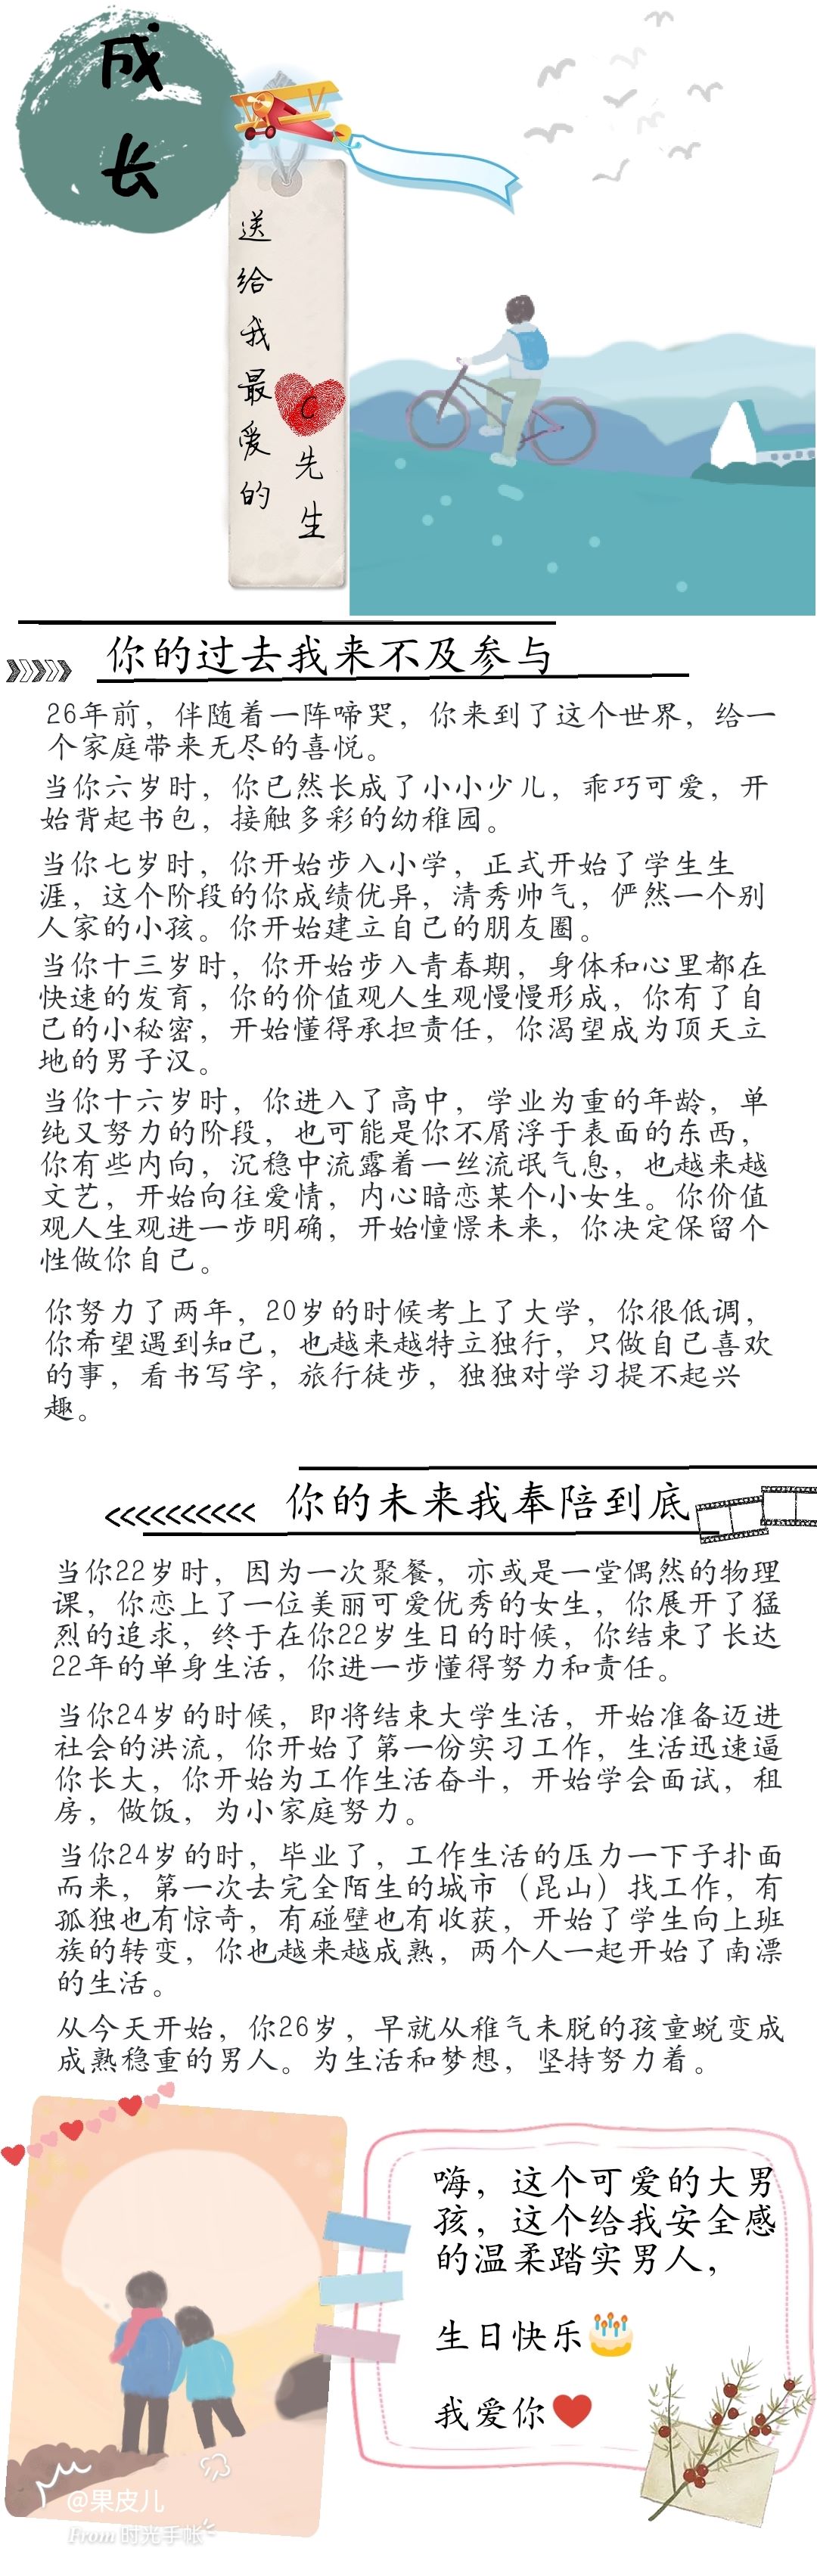 成
长
送给我最爱的
C先生
你的过去我来不及参与
26年前，伴随着一阵啼哭，你来到了这个世界，给一
个家庭带来无尽的喜悦。
当你六岁时，你已然长成了小小少儿，乖巧可爱，开
始背起书包，接触多彩的幼稚园。
当你七岁时，你开始步入小学，正式开始了学生生
涯，这个阶段的你成绩优异，清秀帅气，俨然一个别
人家的小孩。你开始建立自己的朋友圈。
当你十三岁时，你开始步入青春期，身体和心里都在
快速的发育，你的价值观人生观慢慢形成，你有了自
己的小秘密，开始懂得承担责任，你渴望成为顶天立
地的男子汉。
当你十六岁时，你进入了高中，学业为重的年龄，单
纯又努力的阶段，也可能是你不屑浮于表面的东西，
你有些内向，沉稳中流露着一丝流氓气息，也越来越
文艺，开始向往爱情，内心暗恋某个小女生。你价值
观人生观进一步明确，开始憧憬未来，你决定保留个
性做你自己。
你努力了两年，20岁的时候考上了大学，你很低调，
你希望遇到知己，也越来越特立独行，只做自己喜欢
的事，看书写字，旅行徒步，独独对学习提不起兴
趣。
你的未来我奉陪到底
当你22岁时，因为一次聚餐，亦或是一堂偶然的物理
课，你恋上了一位美丽可爱优秀的女生，你展开了猛
烈的追求，终于在你22岁生日的时候，你结束了长达
22年的单身生活，你进一步懂得努力和责任。
当你24岁的时候，即将结束大学生活，开始准备迈进
社会的洪流，你开始了第一份实习工作，生活迅速逼
你长大，你开始为工作生活奋斗，开始学会面试，租
房，做饭，为小家庭努力。
当你24岁的时，毕业了，工作生活的压力一下子扑面
而来，第一次去完全陌生的城市（昆山）找工作，有
孤独也有惊奇，有碰壁也有收获，开始了学生向上班
族的转变，你也越来越成熟，两个人一起开始了南漂
的生活。
从今天开始，你26岁，早就从稚气未脱的孩童蜕变成
成熟稳重的男人。为生活和梦想，坚持努力着。
嗨，这个可爱的大男
孩，这个给我安全感
的温柔踏实男人，
生日快乐🎂
我爱你❤️
@果皮儿
From 时光手帐